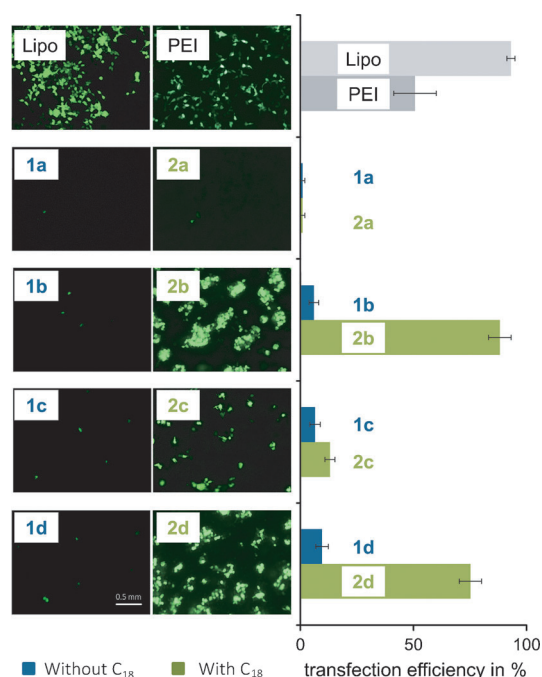 Lipo
PEI
Lipo
PEI
1a
2a
1a
2a
1b
2b
1b
2b
1c
2c
1c
2c
1d
2d
1d
2d
0.5 mm
0
50
100
Without C₁₈
With C₁₈
transfection efficiency in %